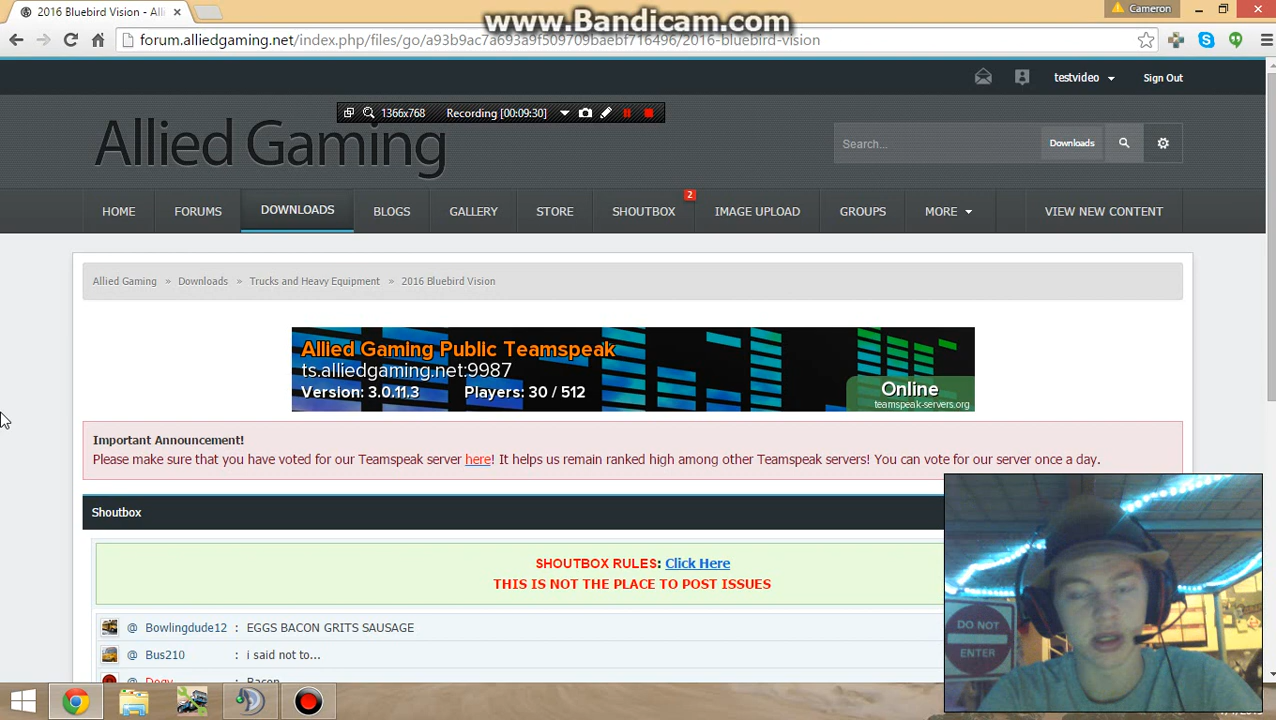 2016 Bluebird Vision - Alli
www.Bandicam.com
Cameron
forum.alliedgaming.net/index.php/files/go/a93b9ac7a693a9f509709baebf716496/2016-bluebird-vision
testvideo
Sign Out
1366x768 Recording [00:09:30]
Allied Gaming
Search...
Downloads
HOME
FORUMS
DOWNLOADS
BLOGS
GALLERY
STORE
SHOUTBOX
2
IMAGE UPLOAD
GROUPS
MORE
VIEW NEW CONTENT
Allied Gaming » Downloads » Trucks and Heavy Equipment » 2016 Bluebird Vision
Allied Gaming Public Teamspeak
ts.alliedgaming.net:9987
Version: 3.0.11.3 Players: 30 / 512
Online
teamspeak-servers.org
Important Announcement!
Please make sure that you have voted for our Teamspeak server here! It helps us remain ranked high among other Teamspeak servers! You can vote for our server once a day.
Shoutbox
SHOUTBOX RULES: Click Here
THIS IS NOT THE PLACE TO POST ISSUES
@ Bowlingdude12 : EGGS BACON GRITS SAUSAGE
@ Bus210 : i said not to...
@ Dogy : Bacon
DO NOT
ENTER